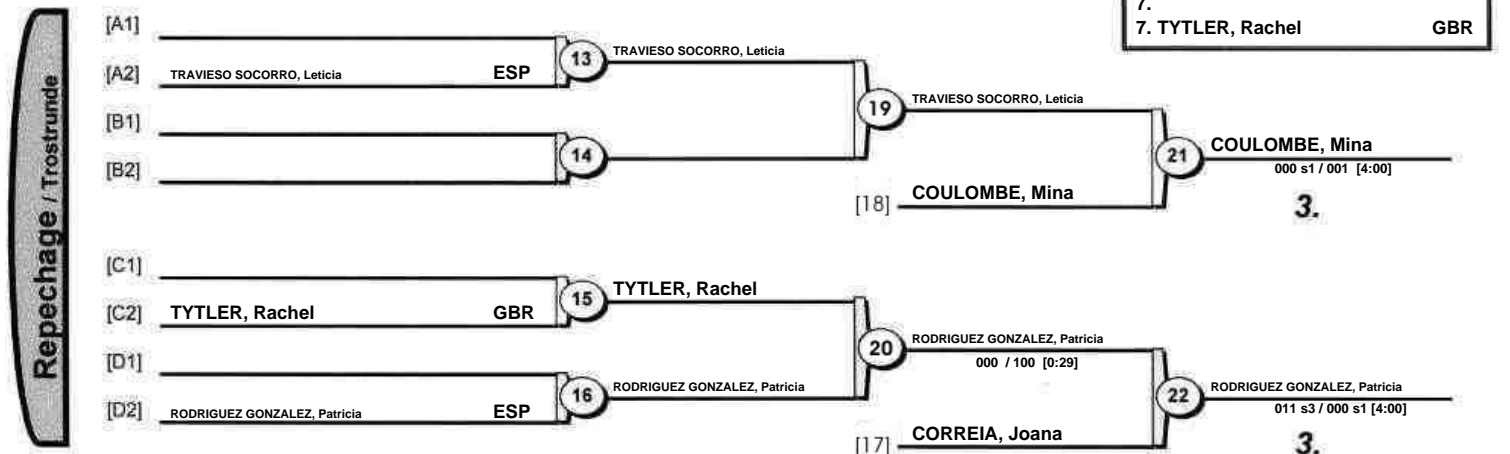 7.
7. TYTLER, Rachel GBR
Repechage / Trostrunde
[A1]
[A2] TRAVIESO SOCORRO, Leticia ESP
13
TRAVIESO SOCORRO, Leticia
[B1]
[B2]
14
19
TRAVIESO SOCORRO, Leticia
[18] COULOMBE, Mina
21
COULOMBE, Mina
000 s1 / 001 [4:00]
3.
[C1]
[C2] TYTLER, Rachel GBR
15
TYTLER, Rachel
[D1]
[D2] RODRIGUEZ GONZALEZ, Patricia ESP
16
RODRIGUEZ GONZALEZ, Patricia
20
RODRIGUEZ GONZALEZ, Patricia
000 / 100 [0:29]
[17] CORREIA, Joana
22
RODRIGUEZ GONZALEZ, Patricia
011 s3 / 000 s1 [4:00]
3.